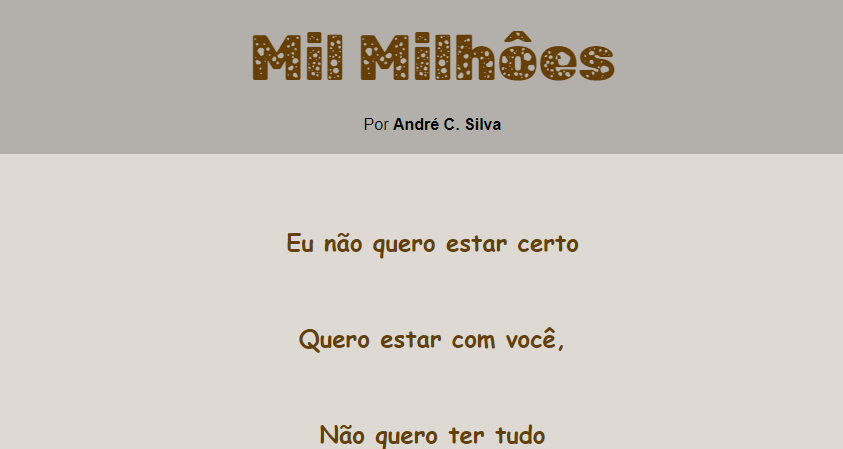 Mil Milhôes
Por André C. Silva
Eu não quero estar certo
Quero estar com você,
Não quero ter tudo